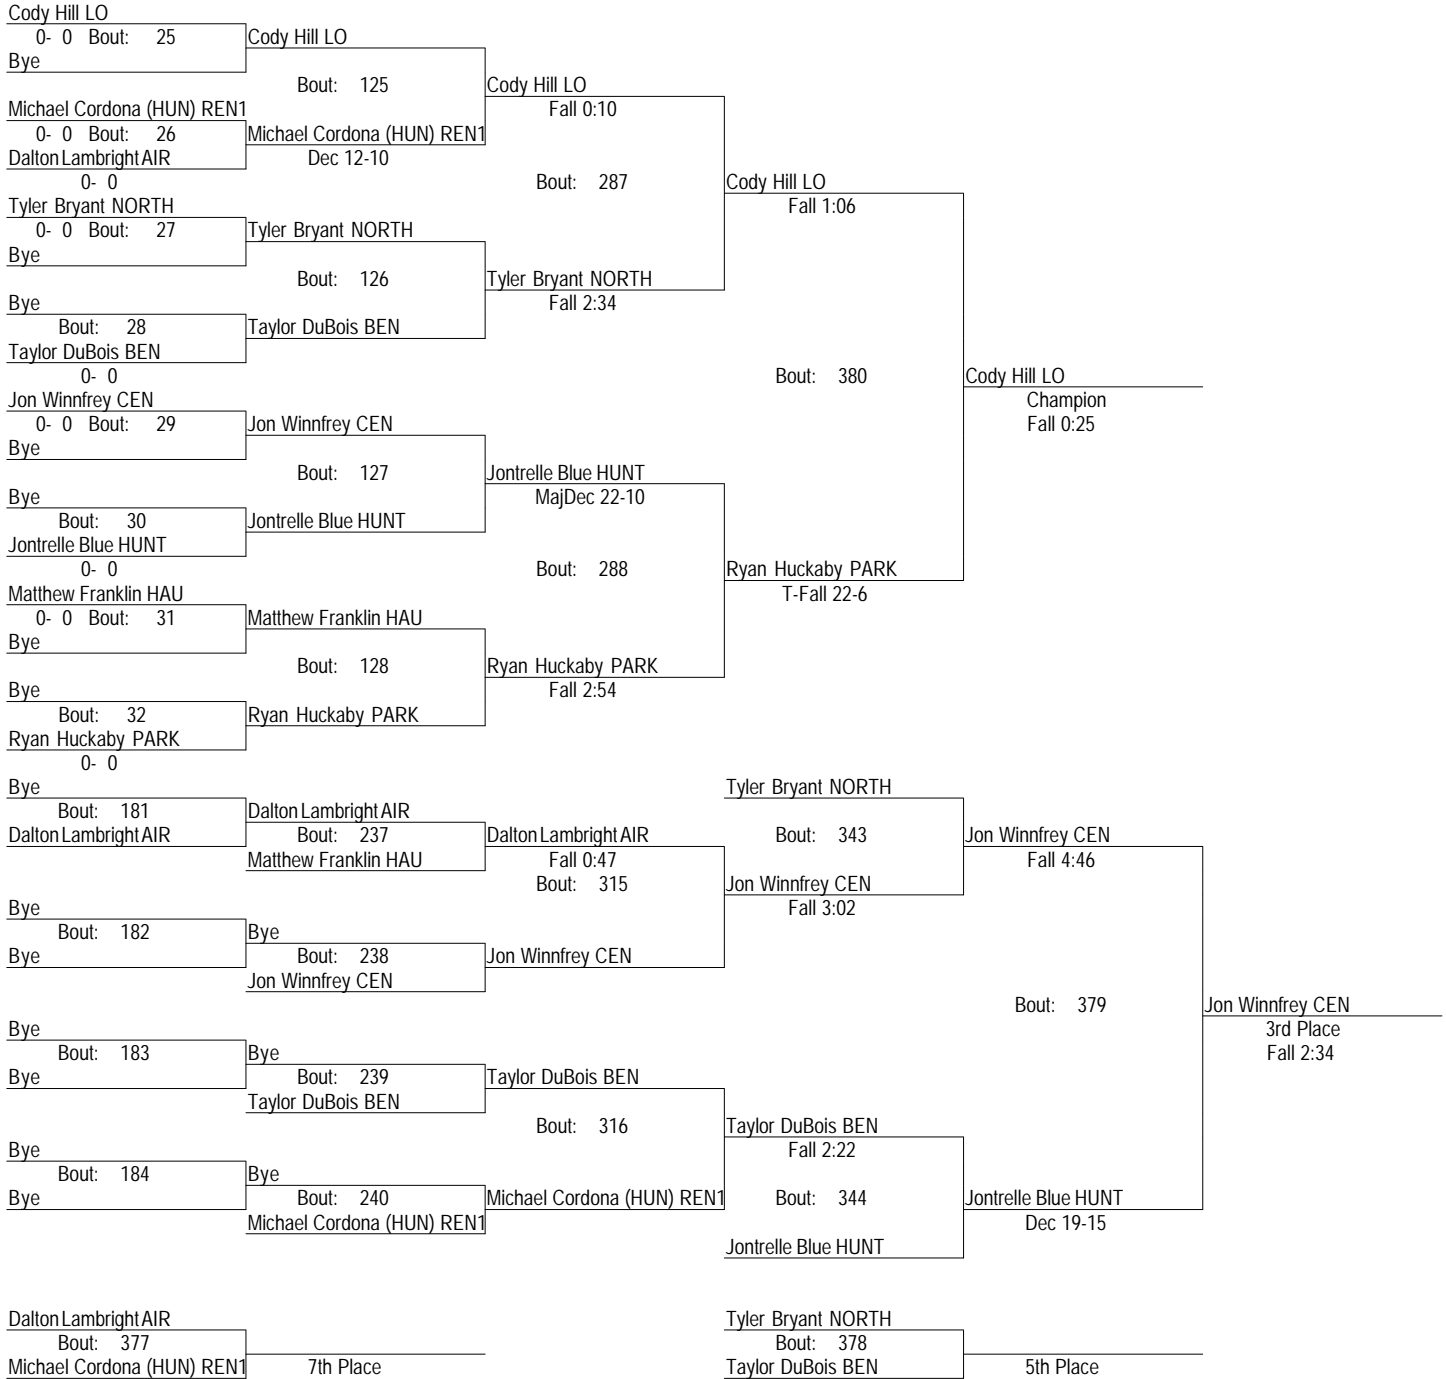 Cody Hill LO
0- 0 Bout: 25 Cody Hill LO
Bye
Bout: 125 Cody Hill LO
Michael Cordona (HUN) REN1 Fall 0:10
0- 0 Bout: 26 Michael Cordona (HUN) REN1
Dalton Lambright AIR Dec 12-10
0- 0 Bout: 287 Cody Hill LO
Tyler Bryant NORTH Fall 1:06
0- 0 Bout: 27 Tyler Bryant NORTH
Bye
Bout: 126 Tyler Bryant NORTH
Bye Fall 2:34
Bout: 28 Taylor DuBois BEN
Taylor DuBois BEN
0- 0 Bout: 380 Cody Hill LO
Jon Winnfrey CEN Champion
0- 0 Bout: 29 Jon Winnfrey CEN Fall 0:25
Bye
Bout: 127 Jontrelle Blue HUNT
Bye MajDec 22-10
Bout: 30 Jontrelle Blue HUNT
Jontrelle Blue HUNT
0- 0 Bout: 288 Ryan Huckaby PARK
Matthew Franklin HAU T-Fall 22-6
0- 0 Bout: 31 Matthew Franklin HAU
Bye
Bout: 128 Ryan Huckaby PARK
Bye Fall 2:54
Bout: 32 Ryan Huckaby PARK
Ryan Huckaby PARK
0- 0
Bye Tyler Bryant NORTH
Bout: 181 Dalton Lambright AIR
Dalton Lambright AIR Bout: 237 Dalton Lambright AIR Bout: 343 Jon Winnfrey CEN
Matthew Franklin HAU Fall 0:47 Fall 4:46
Bout: 315 Jon Winnfrey CEN
Bye Fall 3:02
Bout: 182 Bye
Bye Bout: 238 Jon Winnfrey CEN
Jon Winnfrey CEN
Bout: 379 Jon Winnfrey CEN
Bye 3rd Place
Bout: 183 Bye Fall 2:34
Bye Bout: 239 Taylor DuBois BEN
Taylor DuBois BEN
Bout: 316 Taylor DuBois BEN
Bye Fall 2:22
Bout: 184 Bye
Bye Bout: 240 Michael Cordona (HUN) REN1 Bout: 344 Jontrelle Blue HUNT
Michael Cordona (HUN) REN1 Dec 19-15
Jontrelle Blue HUNT
Dalton Lambright AIR Tyler Bryant NORTH
Bout: 377 Bout: 378
Michael Cordona (HUN) REN1 7th Place Taylor DuBois BEN 5th Place